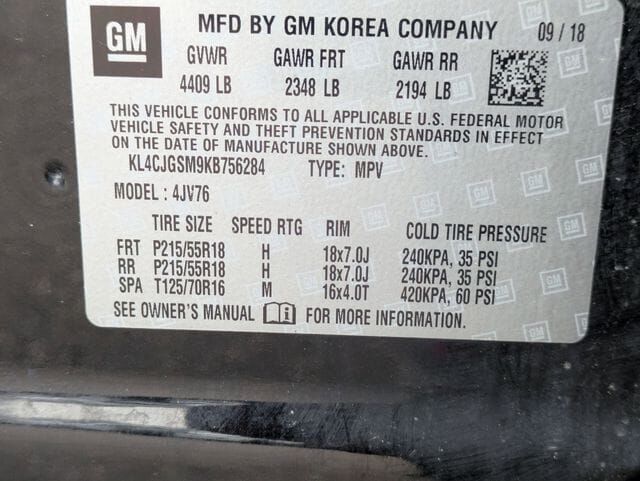 GM MFD BY GM KOREA COMPANY 09 / 18
GVWR GAWR FRT GAWR RR
4409 LB 2348 LB 2194 LB
THIS VEHICLE CONFORMS TO ALL APPLICABLE U.S. FEDERAL MOTOR
VEHICLE SAFETY AND THEFT PREVENTION STANDARDS IN EFFECT
ON THE DATE OF MANUFACTURE SHOWN ABOVE.
KL4CJGSM9KB756284 TYPE: MPV
MODEL : 4JV76
TIRE SIZE SPEED RTG RIM COLD TIRE PRESSURE
FRT P215/55R18 H 18x7.0J 240KPA, 35 PSI
RR P215/55R18 H 18x7.0J 240KPA, 35 PSI
SPA T125/70R16 M 16x4.0T 420KPA, 60 PSI
SEE OWNER'S MANUAL FOR MORE INFORMATION.